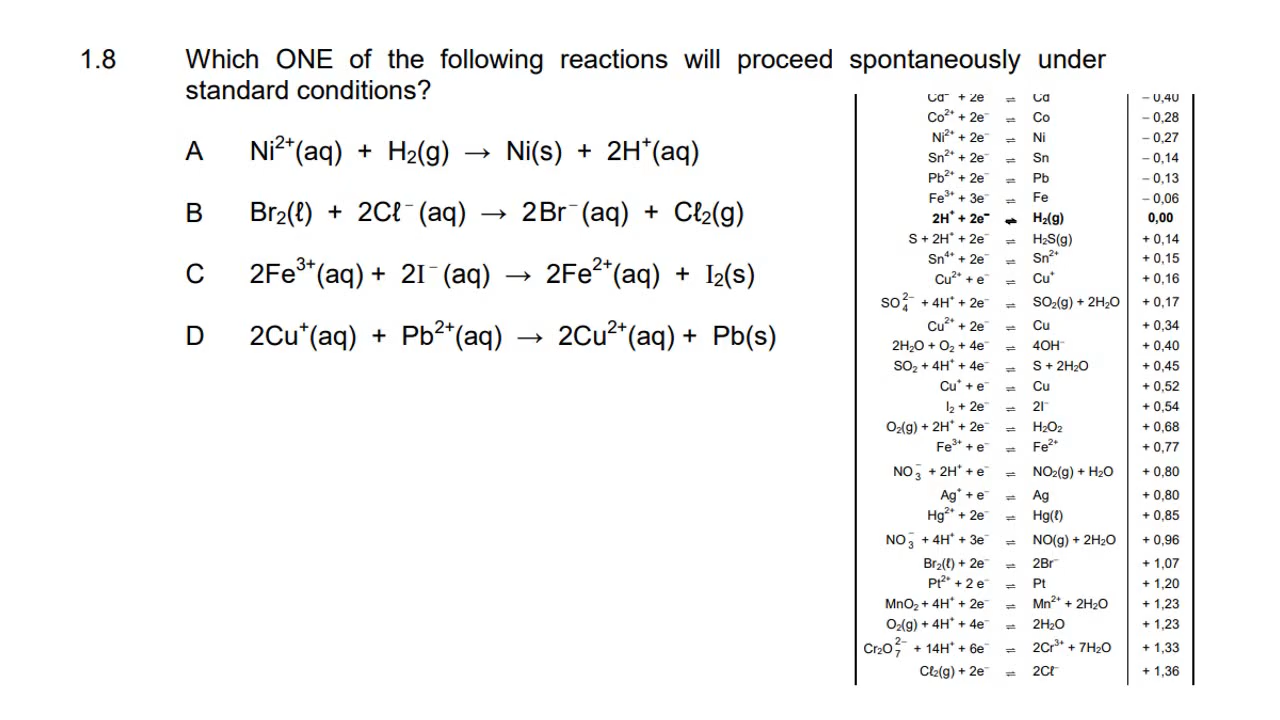 1.8 Which ONE of the following reactions will proceed spontaneously under
standard conditions?
A Ni²⁺(aq) + H₂(g) → Ni(s) + 2H⁺(aq)
B Br₂(ℓ) + 2Cℓ⁻(aq) → 2Br⁻(aq) + Cℓ₂(g)
C 2Fe³⁺(aq) + 2I⁻(aq) → 2Fe²⁺(aq) + I₂(s)
D 2Cu⁺(aq) + Pb²⁺(aq) → 2Cu²⁺(aq) + Pb(s)
Cd²⁺ + 2e⁻ ⇌ Cd − 0,40
Co²⁺ + 2e⁻ ⇌ Co − 0,28
Ni²⁺ + 2e⁻ ⇌ Ni − 0,27
Sn²⁺ + 2e⁻ ⇌ Sn − 0,14
Pb²⁺ + 2e⁻ ⇌ Pb − 0,13
Fe³⁺ + 3e⁻ ⇌ Fe − 0,06
2H⁺ + 2e⁻ ⇌ H₂(g) 0,00
S + 2H⁺ + 2e⁻ ⇌ H₂S(g) + 0,14
Sn⁴⁺ + 2e⁻ ⇌ Sn²⁺ + 0,15
Cu²⁺ + e⁻ ⇌ Cu⁺ + 0,16
SO₄²⁻ + 4H⁺ + 2e⁻ ⇌ SO₂(g) + 2H₂O + 0,17
Cu²⁺ + 2e⁻ ⇌ Cu + 0,34
2H₂O + O₂ + 4e⁻ ⇌ 4OH⁻ + 0,40
SO₂ + 4H⁺ + 4e⁻ ⇌ S + 2H₂O + 0,45
Cu⁺ + e⁻ ⇌ Cu + 0,52
I₂ + 2e⁻ ⇌ 2I⁻ + 0,54
O₂(g) + 2H⁺ + 2e⁻ ⇌ H₂O₂ + 0,68
Fe³⁺ + e⁻ ⇌ Fe²⁺ + 0,77
NO₃⁻ + 2H⁺ + e⁻ ⇌ NO₂(g) + H₂O + 0,80
Ag⁺ + e⁻ ⇌ Ag + 0,80
Hg²⁺ + 2e⁻ ⇌ Hg(ℓ) + 0,85
NO₃⁻ + 4H⁺ + 3e⁻ ⇌ NO(g) + 2H₂O + 0,96
Br₂(ℓ) + 2e⁻ ⇌ 2Br⁻ + 1,07
Pt²⁺ + 2 e⁻ ⇌ Pt + 1,20
MnO₂ + 4H⁺ + 2e⁻ ⇌ Mn²⁺ + 2H₂O + 1,23
O₂(g) + 4H⁺ + 4e⁻ ⇌ 2H₂O + 1,23
Cr₂O₇²⁻ + 14H⁺ + 6e⁻ ⇌ 2Cr³⁺ + 7H₂O + 1,33
Cℓ₂(g) + 2e⁻ ⇌ 2Cℓ⁻ + 1,36